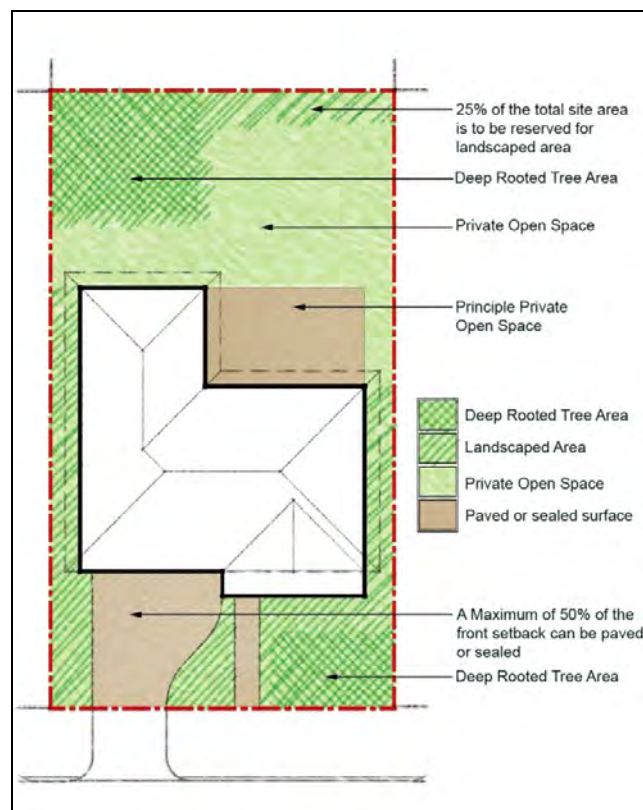 25% of the total site area
is to be reserved for
landscaped area
Deep Rooted Tree Area
Private Open Space
Principle Private
Open Space
Deep Rooted Tree Area
Landscaped Area
Private Open Space
Paved or sealed surface
A Maximum of 50% of the
front setback can be paved
or sealed
Deep Rooted Tree Area